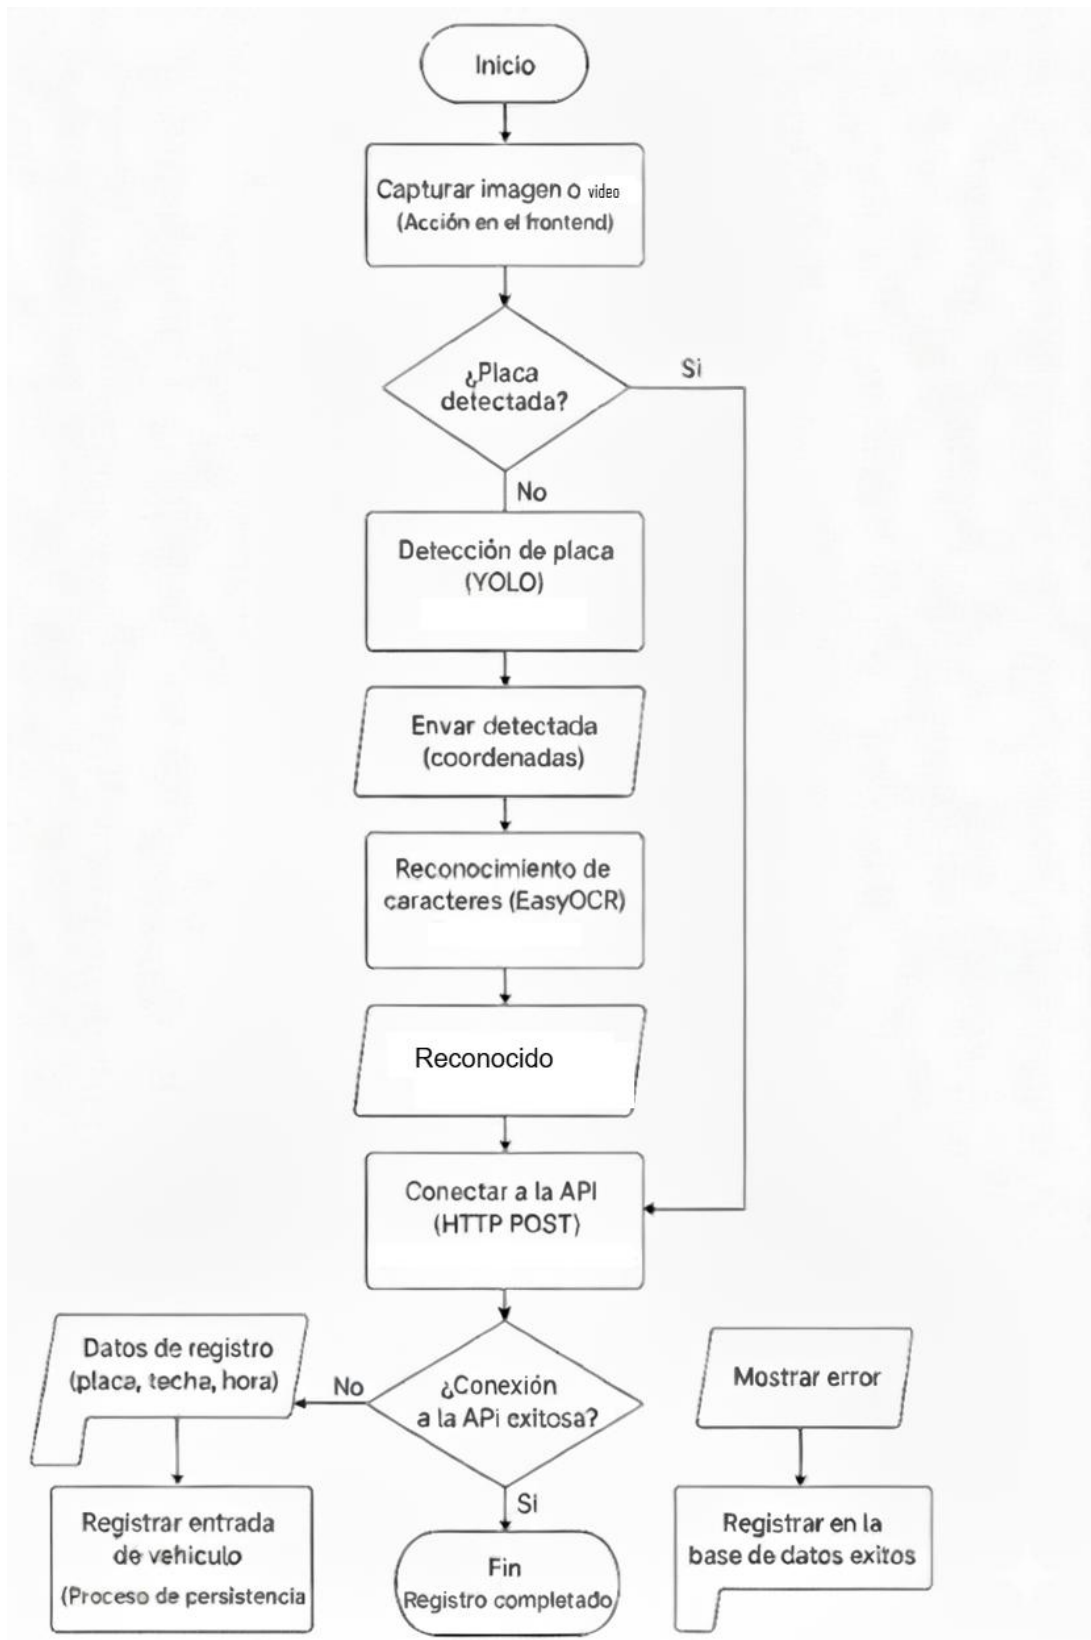 Inicio
Capturar imagen o video
(Acción en el frontend)
¿Placa
detectada?
Si
No
Detección de placa
(YOLO)
Envar detectada
(coordenadas)
Reconocimiento de
caracteres (EasyOCR)
Reconocido
Conectar a la API
(HTTP POST)
Datos de registro
(placa, techa, hora)
No
¿Conexión
a la APi exitosa?
Mostrar error
Si
Registrar entrada
de vehiculo
(Proceso de persistencia
Fin
Registro completado
Registrar en la
base de datos exitos